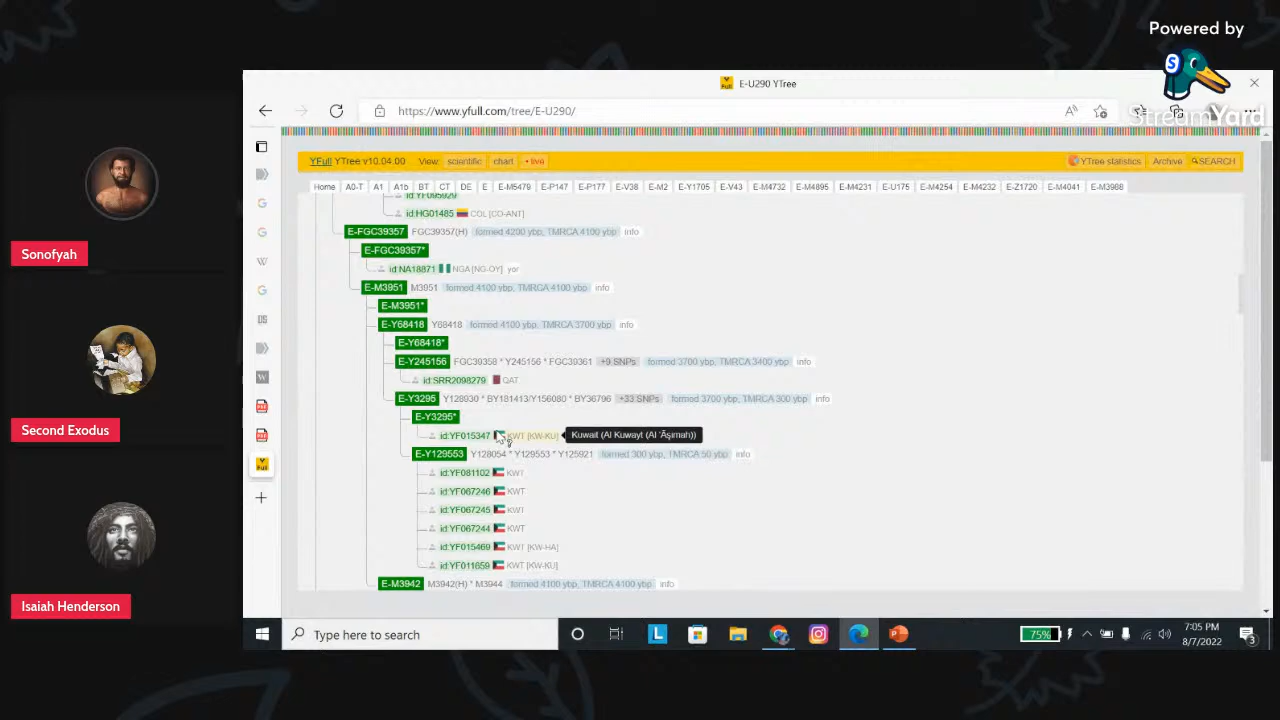 Powered by
S
StreamYard
Sonofyah
Second Exodus
Isaiah Henderson
Full E-U290 YTree
https://www.yfull.com/tree/E-U290/
YFull YTree v10.04.00 View: scientific chart • live YTree statistics Archive SEARCH
Home A0-T A1 A1b BT CT DE E E-M5479 E-P147 E-P177 E-V38 E-M2 E-Y1705 E-V43 E-M4732 E-M4895 E-M4231 E-U175 E-M4254 E-M4232 E-Z1720 E-M4041 E-M3988
id:YF095929
id:HG01485 COL [CO-ANT]
E-FGC39357 FGC39357(H) formed 4200 ybp, TMRCA 4100 ybp info
E-FGC39357*
id:NA18871 NGA [NG-OY] yor
E-M3951 M3951 formed 4100 ybp, TMRCA 4100 ybp info
E-M3951*
E-Y68418 Y68418 formed 4100 ybp, TMRCA 3700 ybp info
E-Y68418*
E-Y245156 FGC39358 * Y245156 * FGC39361 +9 SNPs formed 3700 ybp, TMRCA 3400 ybp info
id:SRR2098279 QAT
E-Y3295 Y128930 * BY181413/Y156080 * BY36796 +33 SNPs formed 3700 ybp, TMRCA 300 ybp info
E-Y3295*
id:YF015347 KWT [KW-KU] Kuwait (Al Kuwayt (Al 'Āşimah))
E-Y129553 Y128054 * Y129553 * Y125921 formed 300 ybp, TMRCA 50 ybp info
id:YF081102 KWT
id:YF067246 KWT
id:YF067245 KWT
id:YF067244 KWT
id:YF015469 KWT [KW-HA]
id:YF011659 KWT [KW-KU]
E-M3942 M3942(H) * M3944 formed 4100 ybp, TMRCA 4100 ybp info
Type here to search
L
75%
7:05 PM
8/7/2022
3